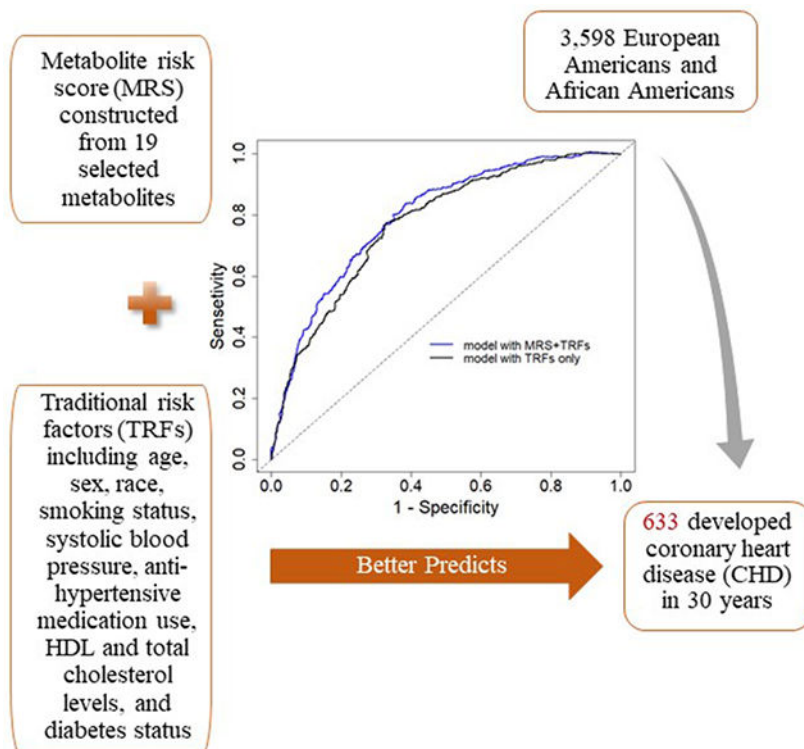 Metabolite risk
score (MRS)
constructed
from 19
selected
metabolites
3,598 European
Americans and
African Americans
Sensetivity
0.0
0.2
0.4
0.6
0.8
1.0
model with MRS+TRFs
model with TRFs only
0.0
0.2
0.4
0.6
0.8
1.0
1 - Specificity
Traditional risk
factors (TRFs)
including age,
sex, race,
smoking status,
systolic blood
pressure, anti-
hypertensive
medication use,
HDL and total
cholesterol
levels, and
diabetes status
Better Predicts
633 developed
coronary heart
disease (CHD)
in 30 years